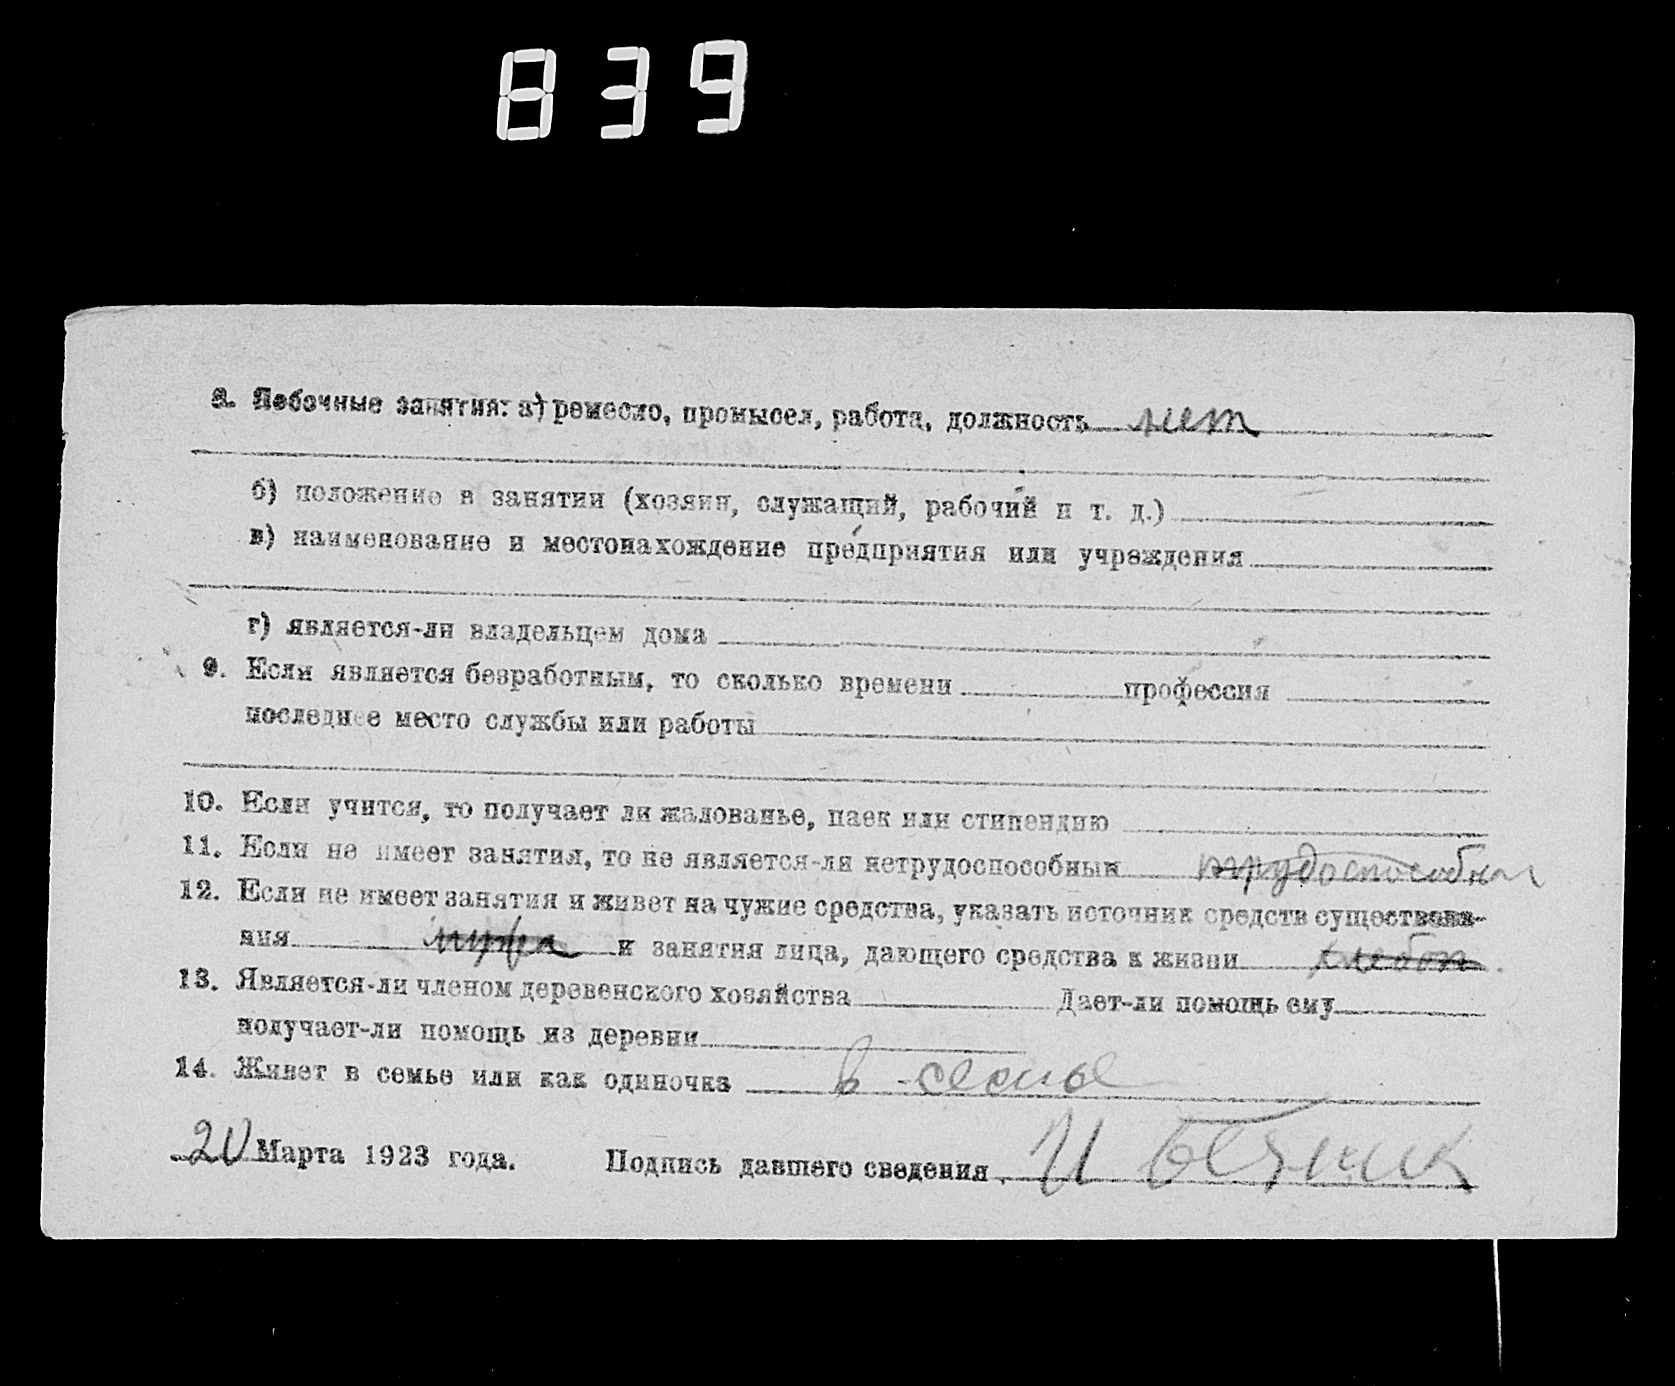 839
8. Побочные занятия: а) ремесло, промысел, работа, должность нет
б) положение в занятии (хозяин, служащий, рабочий и т. д.)
в) наименование и местонахождение предприятия или учреждения
г) является-ли владельцем дома
9. Если является безработным, то сколько времени профессия
последнее место службы или работы
10. Если учится, то получает ли жалованье, паек или стипендию
11. Если не имеет занятия, то не является-ли нетрудоспособным трудоспособна
12. Если не имеет занятия и живет на чужие средства, указать источник средств существова-
ния мужа и занятия лица, дающего средства к жизни хлебоп.
13. Является-ли членом деревенского хозяйства Дает-ли помощь ему
получает-ли помощь из деревни
14. Живет в семье или как одиночка в семье
20 Марта 1923 года. Подпись давшего сведения И